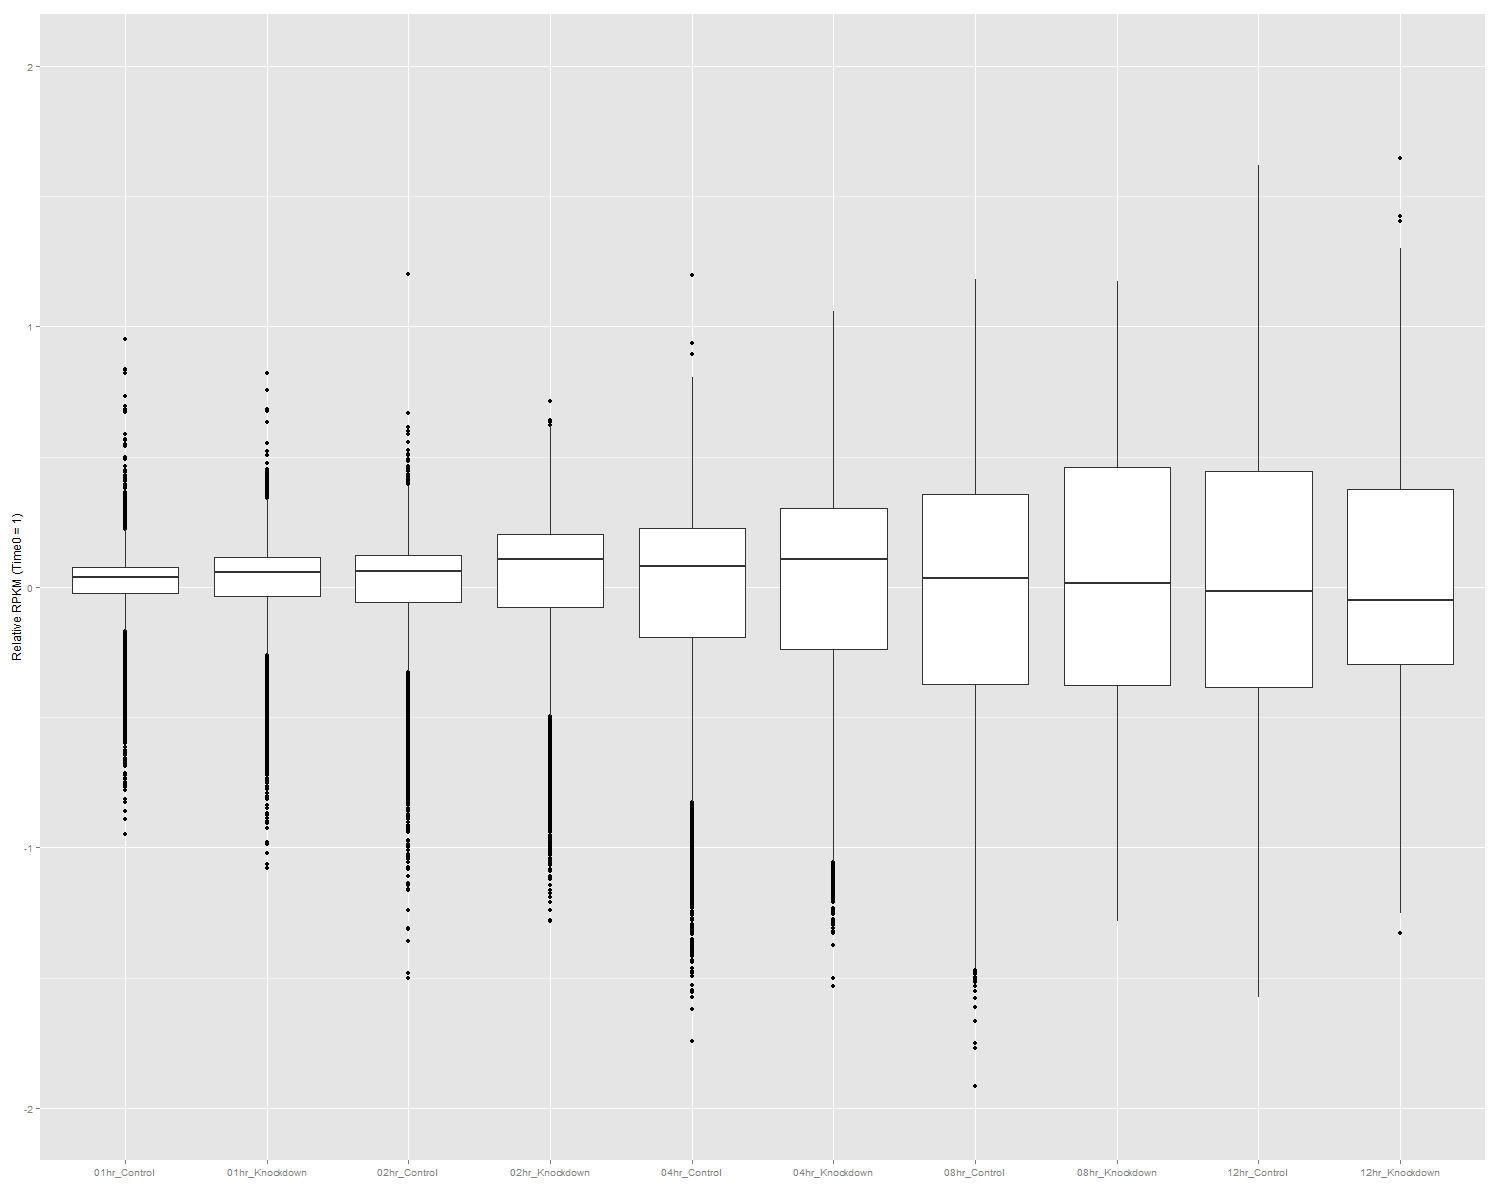 Relative RPKM (Time0 = 1)
2
1
0
-1
-2
01hr_Control
01hr_Knockdown
02hr_Control
02hr_Knockdown
04hr_Control
04hr_Knockdown
08hr_Control
08hr_Knockdown
12hr_Control
12hr_Knockdown